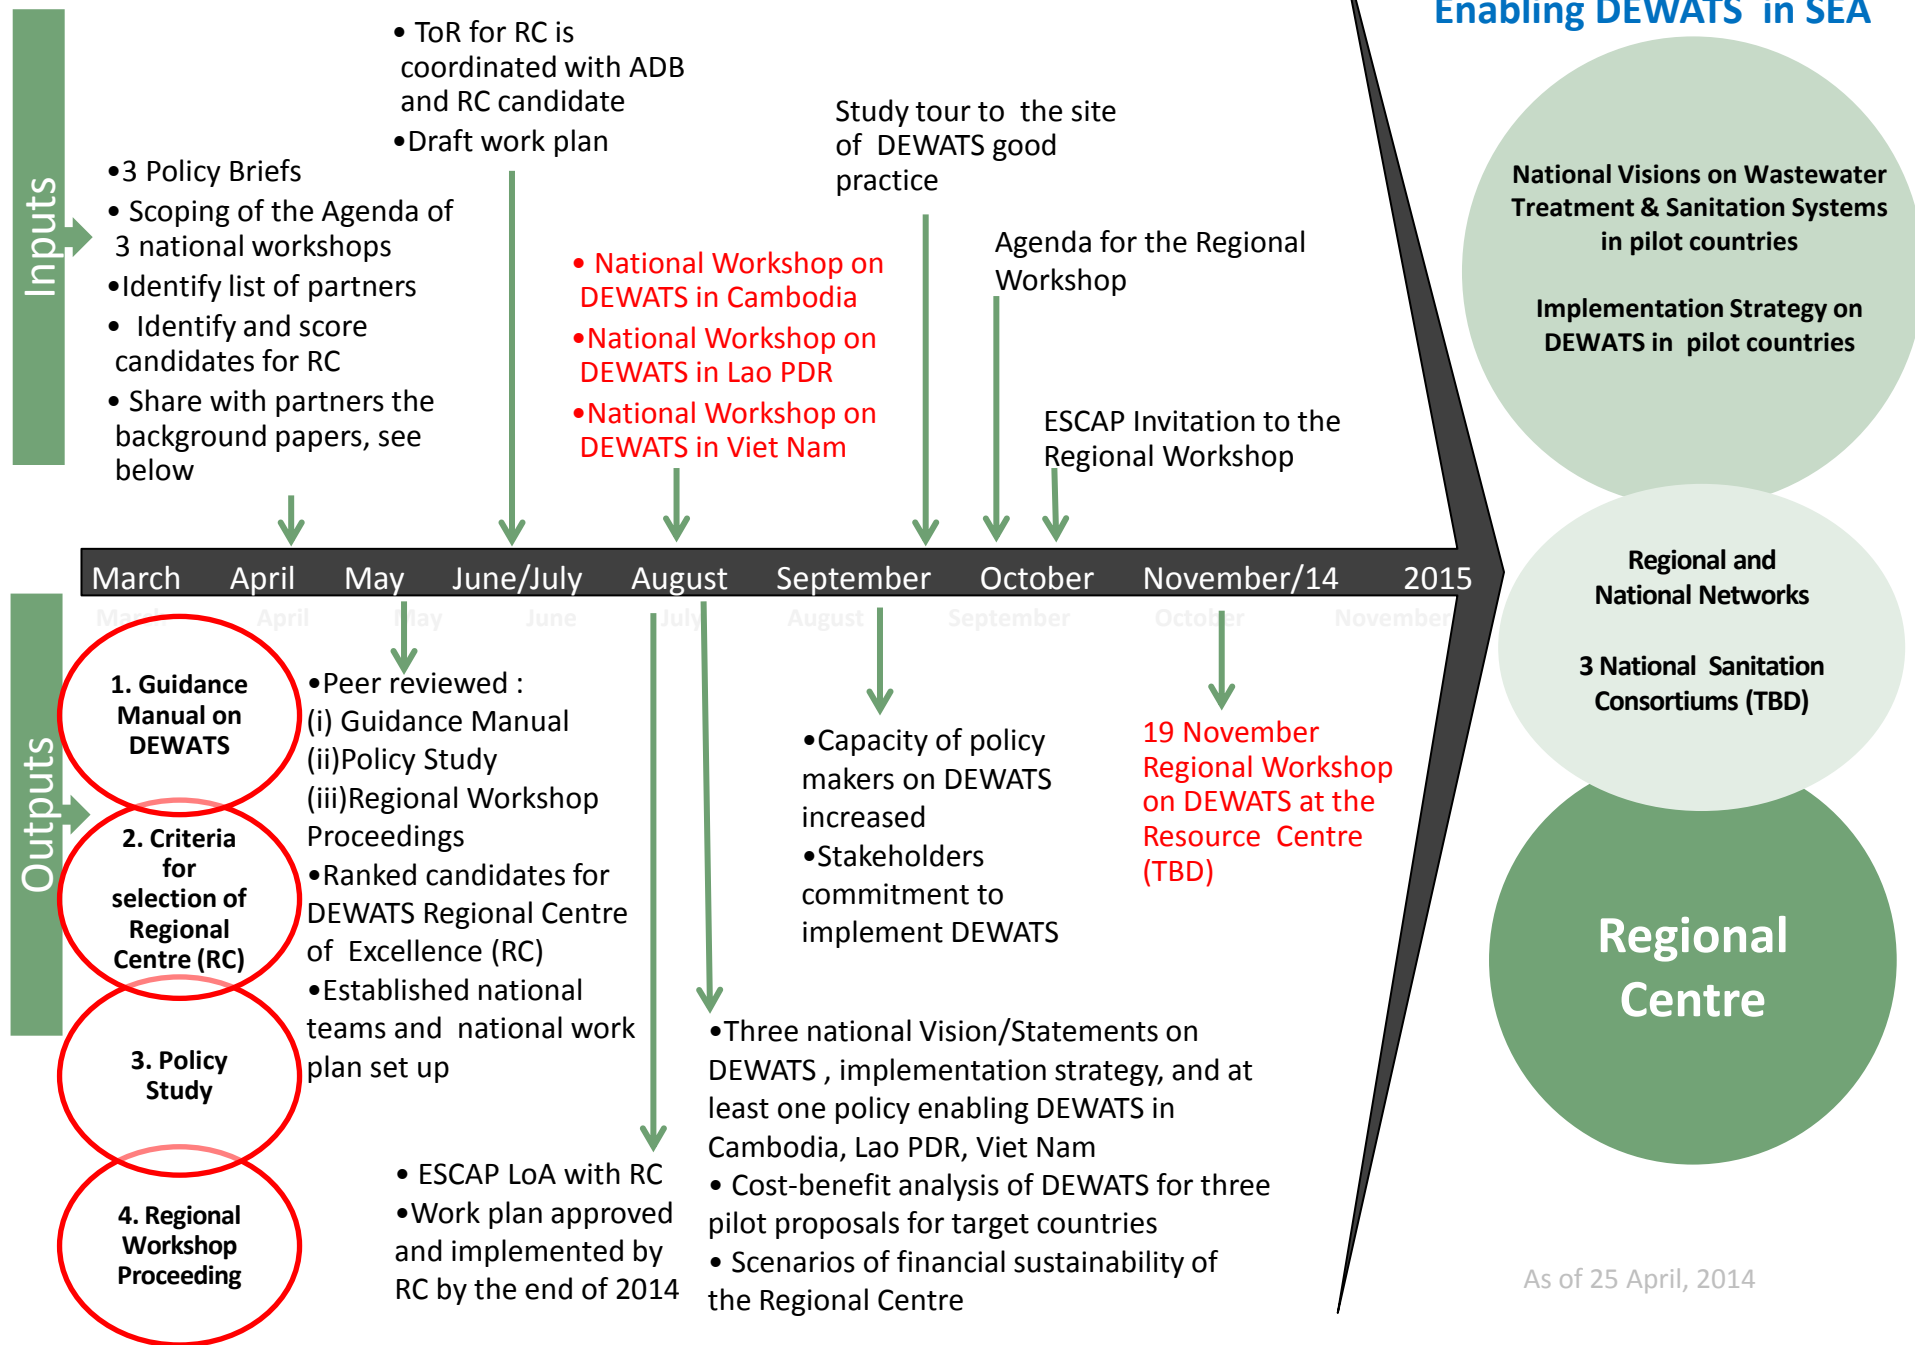 Enabling DEWATS in SEA
Inputs
•3 Policy Briefs
• Scoping of the Agenda of
3 national workshops
•Identify list of partners
• Identify and score
candidates for RC
• Share with partners the
background papers, see
below
• ToR for RC is
coordinated with ADB
and RC candidate
•Draft work plan
• National Workshop on
DEWATS in Cambodia
•National Workshop on
DEWATS in Lao PDR
•National Workshop on
DEWATS in Viet Nam
Study tour to the site
of DEWATS good
practice
Agenda for the Regional
Workshop
ESCAP Invitation to the
Regional Workshop
March April May June/July August September October November/14 2015
March April May June July August September October November
Outputs
1. Guidance
Manual on
DEWATS
2. Criteria
for
selection of
Regional
Centre (RC)
3. Policy
Study
4. Regional
Workshop
Proceeding
•Peer reviewed :
(i) Guidance Manual
(ii)Policy Study
(iii)Regional Workshop
Proceedings
•Ranked candidates for
DEWATS Regional Centre
of Excellence (RC)
•Established national
teams and national work
plan set up
• ESCAP LoA with RC
•Work plan approved
and implemented by
RC by the end of 2014
•Three national Vision/Statements on
DEWATS , implementation strategy, and at
least one policy enabling DEWATS in
Cambodia, Lao PDR, Viet Nam
• Cost-benefit analysis of DEWATS for three
pilot proposals for target countries
• Scenarios of financial sustainability of
the Regional Centre
•Capacity of policy
makers on DEWATS
increased
•Stakeholders
commitment to
implement DEWATS
19 November
Regional Workshop
on DEWATS at the
Resource Centre
(TBD)
National Visions on Wastewater
Treatment & Sanitation Systems
in pilot countries
Implementation Strategy on
DEWATS in pilot countries
Regional and
National Networks
3 National Sanitation
Consortiums (TBD)
Regional
Centre
As of 25 April, 2014